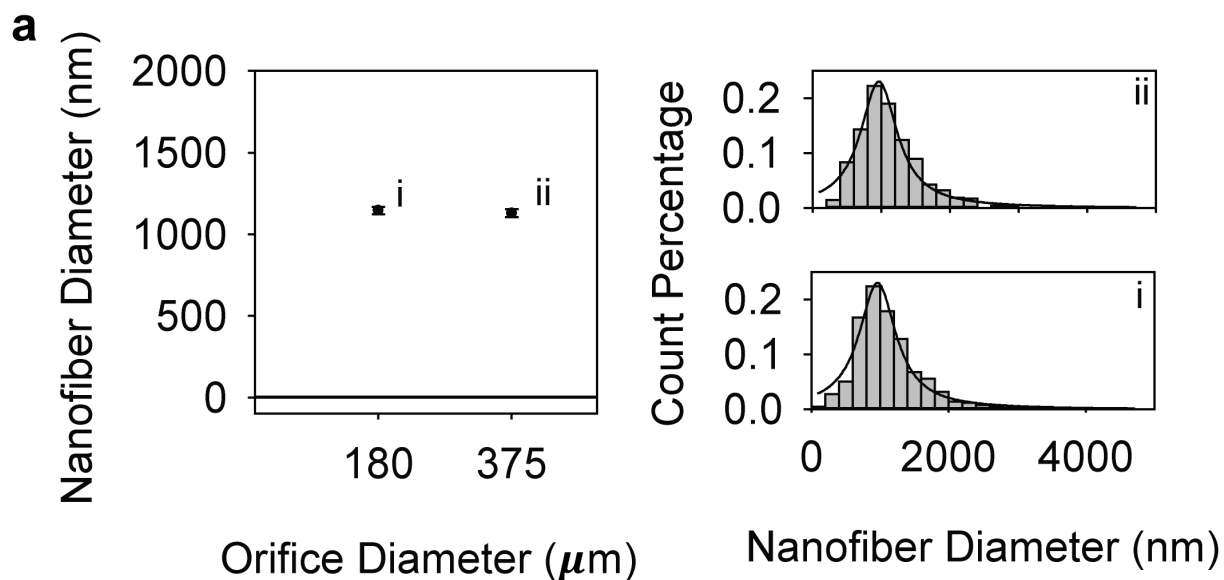 a
Nanofiber Diameter (nm)
2000
1500
1000
500
0
i
ii
180 375
Orifice Diameter (μm)
Count Percentage
0.2
0.1
0.0
ii
0.2
0.1
0.0
i
0 2000 4000
Nanofiber Diameter (nm)